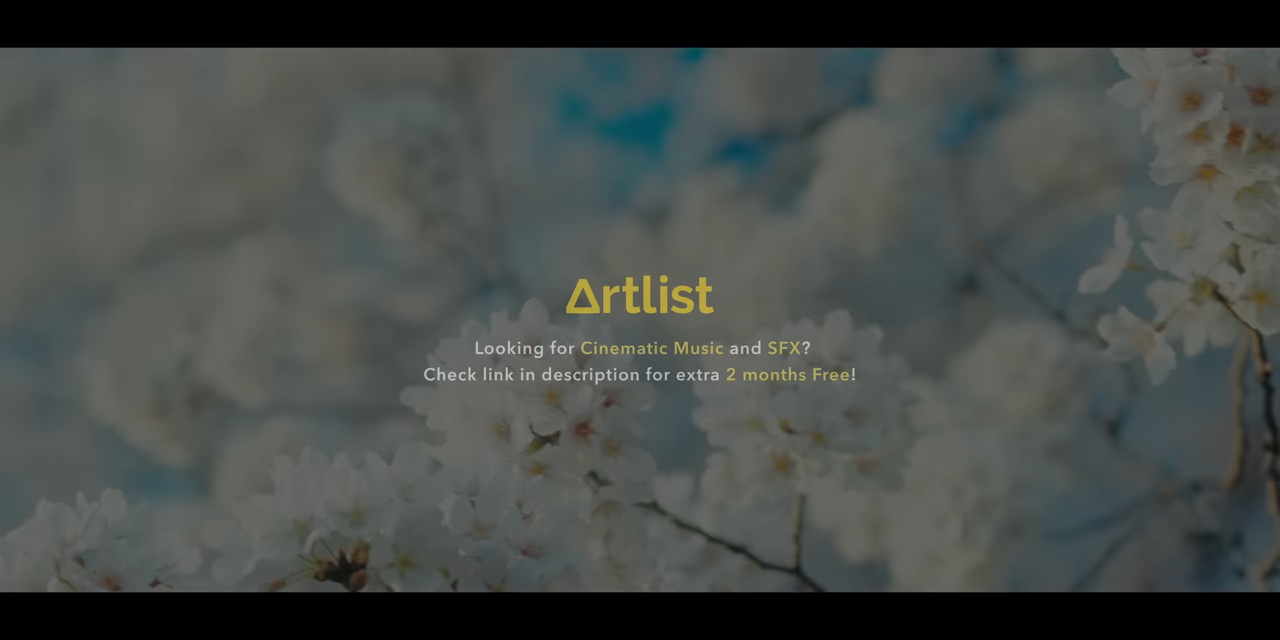 Artlist
Looking for Cinematic Music and SFX?
Check link in description for extra 2 months Free!